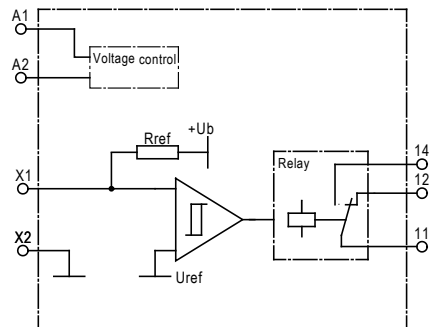 A1
A2
Voltage control
+Ub
Rref
X1
X2
Uref
Relay
14
12
11